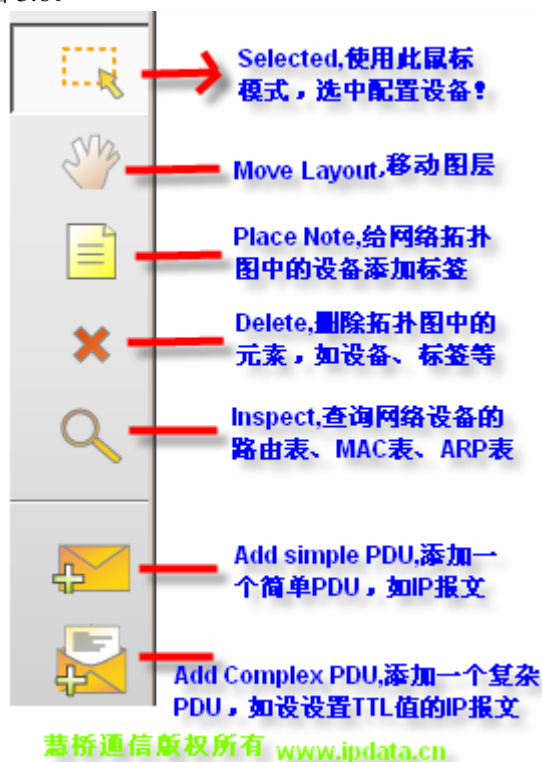 Selected,使用此鼠标
模式，选中配置设备！
Move Layout,移动图层
Place Note,给网络拓扑
图中的设备添加标签
Delete,删除拓扑图中的
元素，如设备、标签等
Inspect,查询网络设备的
路由表、MAC表、ARP表
Add simple PDU,添加一
个简单PDU，如IP报文
Add Complex PDU,添加一个复杂
PDU，如设设置TTL值的IP报文
慧桥通信版权所有 www.ipdata.cn